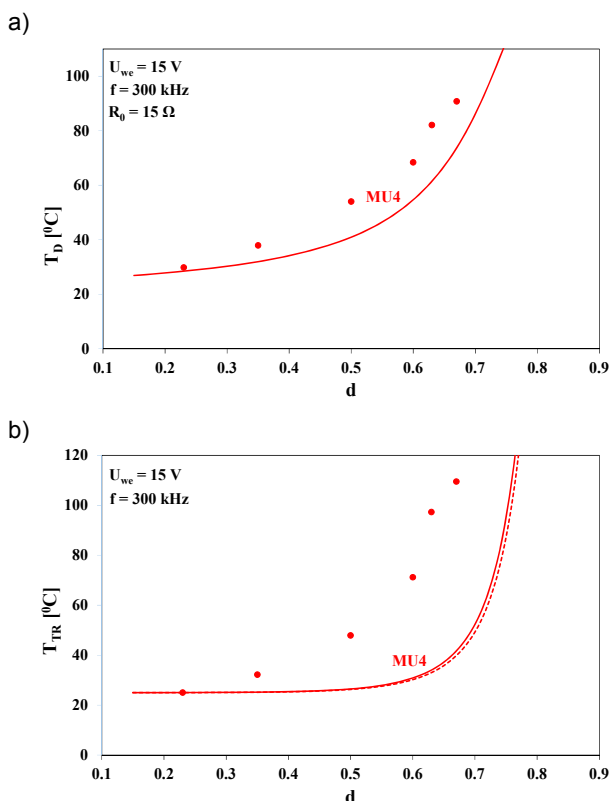 a)
U_we = 15 V
f = 300 kHz
R_0 = 15 Ω
100
80
60
40
20
0
T_D [⁰C]
MU4
0.1 0.2 0.3 0.4 0.5 0.6 0.7 0.8 0.9
d
b)
U_we = 15 V
f = 300 kHz
120
100
80
60
40
20
0
T_TR [⁰C]
MU4
0.1 0.2 0.3 0.4 0.5 0.6 0.7 0.8 0.9
d